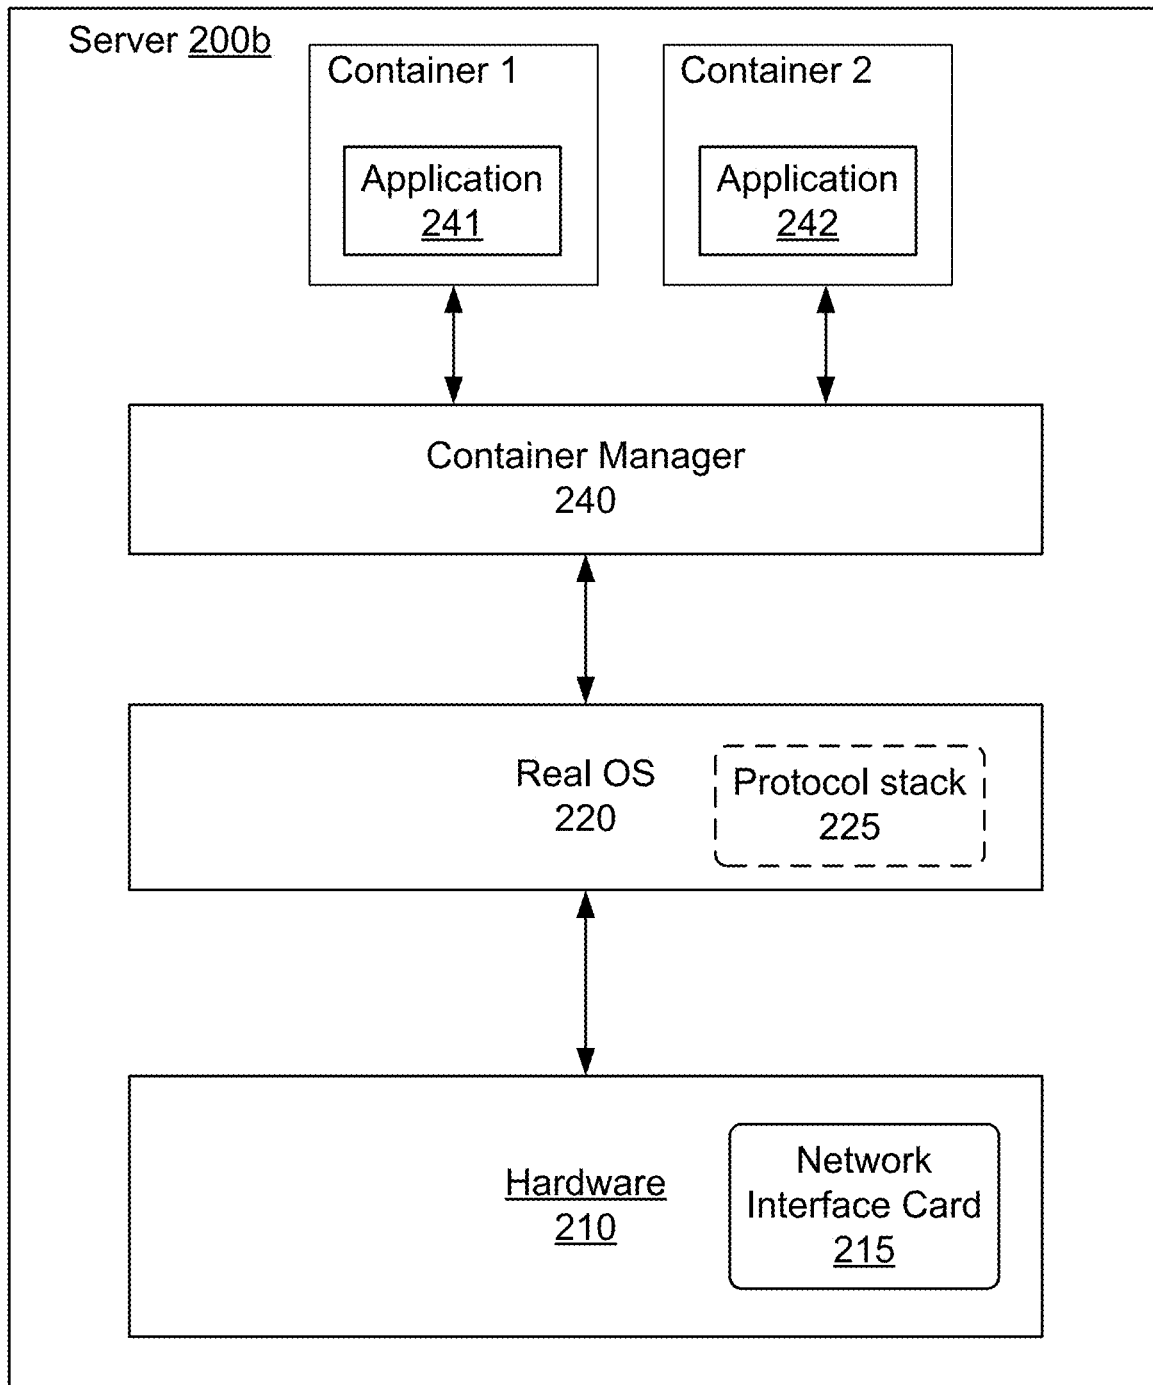 Server 200b
Container 1
Application
241
Container 2
Application
242
Container Manager
240
Real OS
220
Protocol stack
225
Hardware
210
Network
Interface Card
215